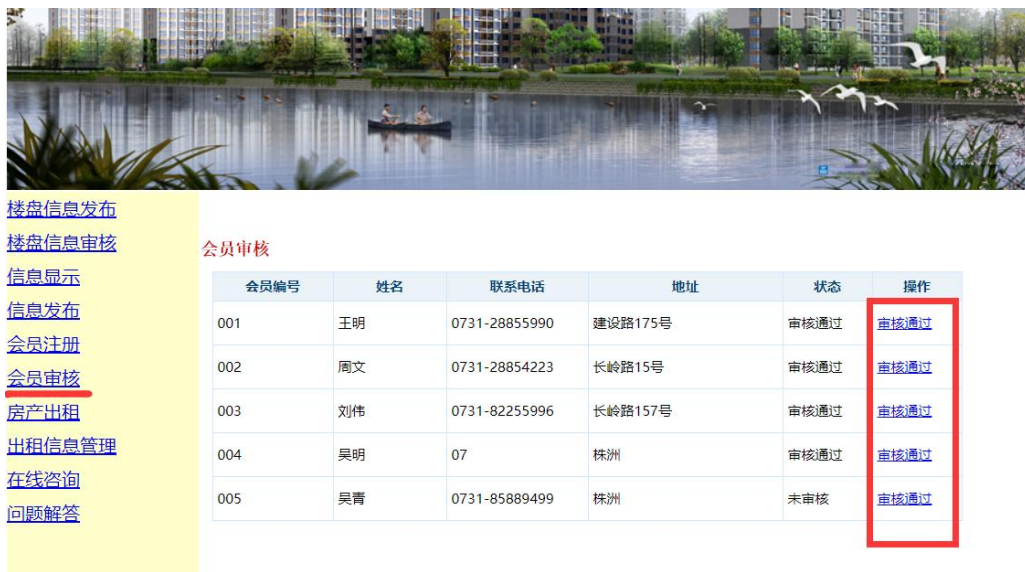 楼盘信息发布
楼盘信息审核
信息显示
信息发布
会员注册
会员审核
房产出租
出租信息管理
在线咨询
问题解答
会员审核
会员编号 姓名 联系电话 地址 状态 操作
001 王明 0731-28855990 建设路175号 审核通过 审核通过
002 周文 0731-28854223 长岭路15号 审核通过 审核通过
003 刘伟 0731-82255996 长岭路157号 审核通过 审核通过
004 吴明 07 株洲 审核通过 审核通过
005 吴青 0731-85889499 株洲 未审核 审核通过